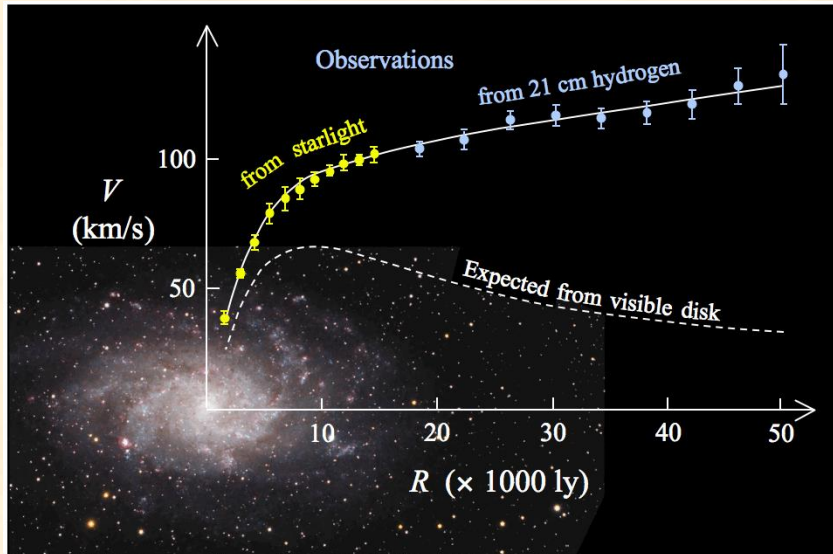 Observations
from 21 cm hydrogen
from starlight
100
V
(km/s)
50
Expected from visible disk
10
20
30
40
50
R (× 1000 ly)